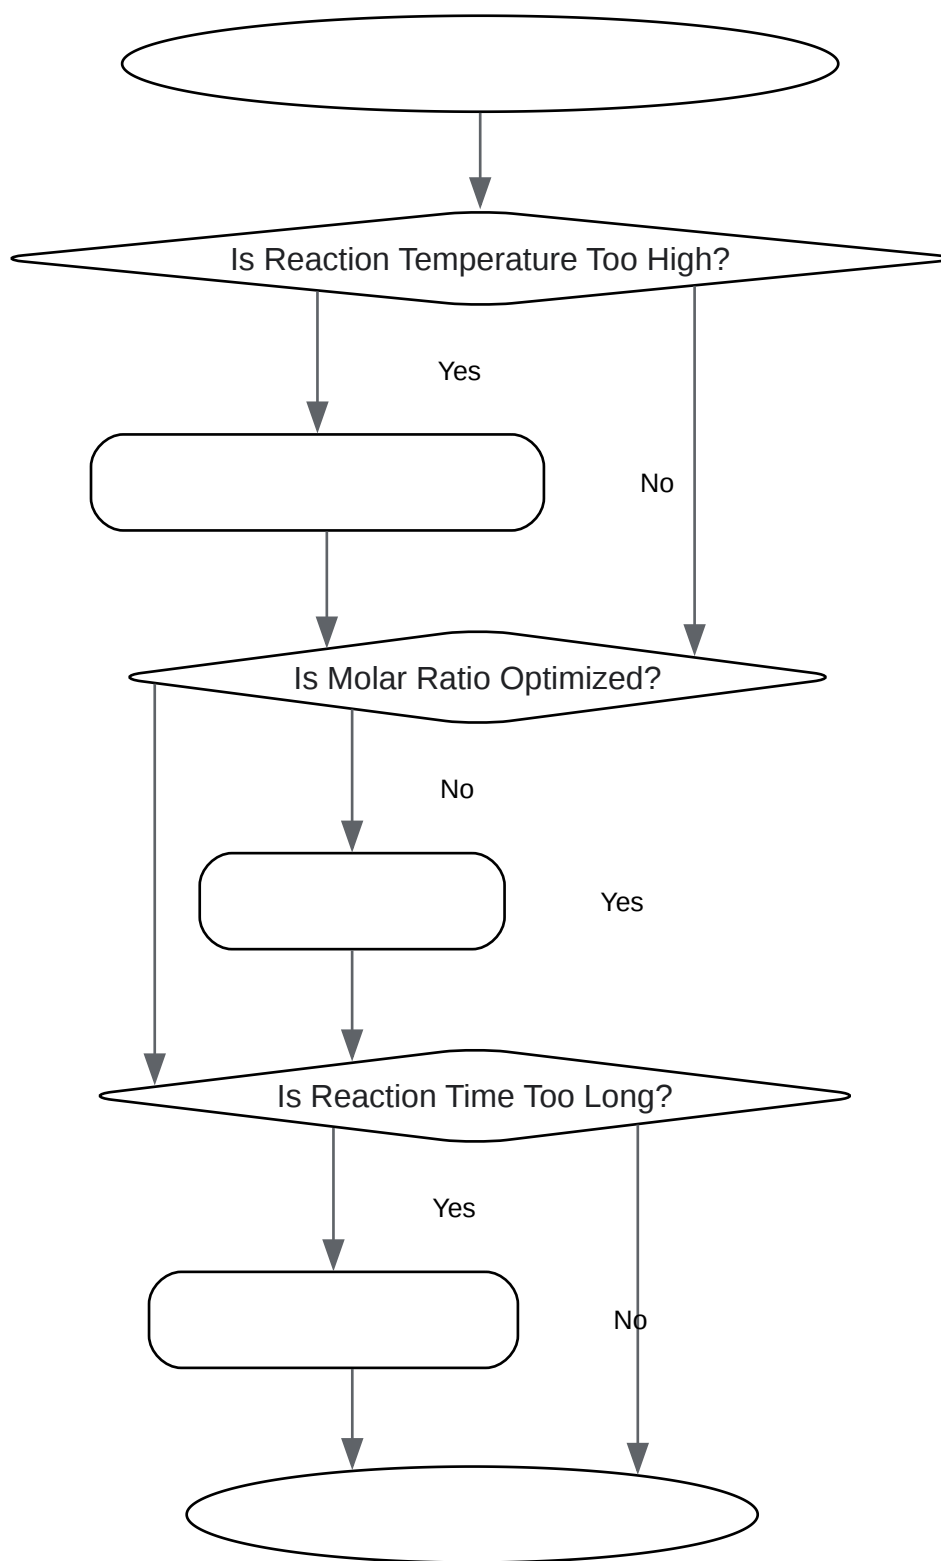 Is Reaction Temperature Too High?
Yes
No
Is Molar Ratio Optimized?
No
Yes
Is Reaction Time Too Long?
Yes
No